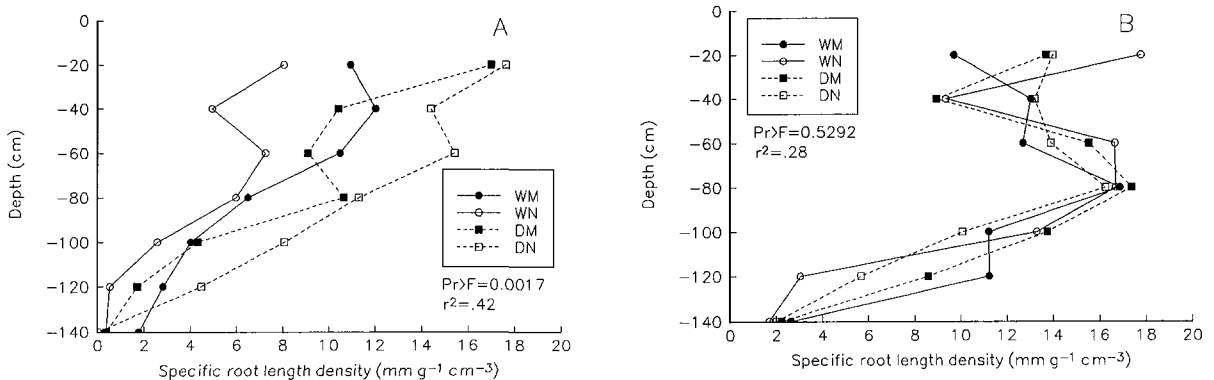 A
0
-20
-40
-60
-80
-100
-120
-140
Depth (cm)
WM
WN
DM
DN
Pr>F=0.0017
r²=.42
0 2 4 6 8 10 12 14 16 18 20
Specific root length density (mm g⁻¹ cm⁻³)
B
0
-20
-40
-60
-80
-100
-120
-140
Depth (cm)
WM
WN
DM
DN
Pr>F=0.5292
r²=.28
0 2 4 6 8 10 12 14 16 18 20
Specific root length density (mm g⁻¹ cm⁻³)